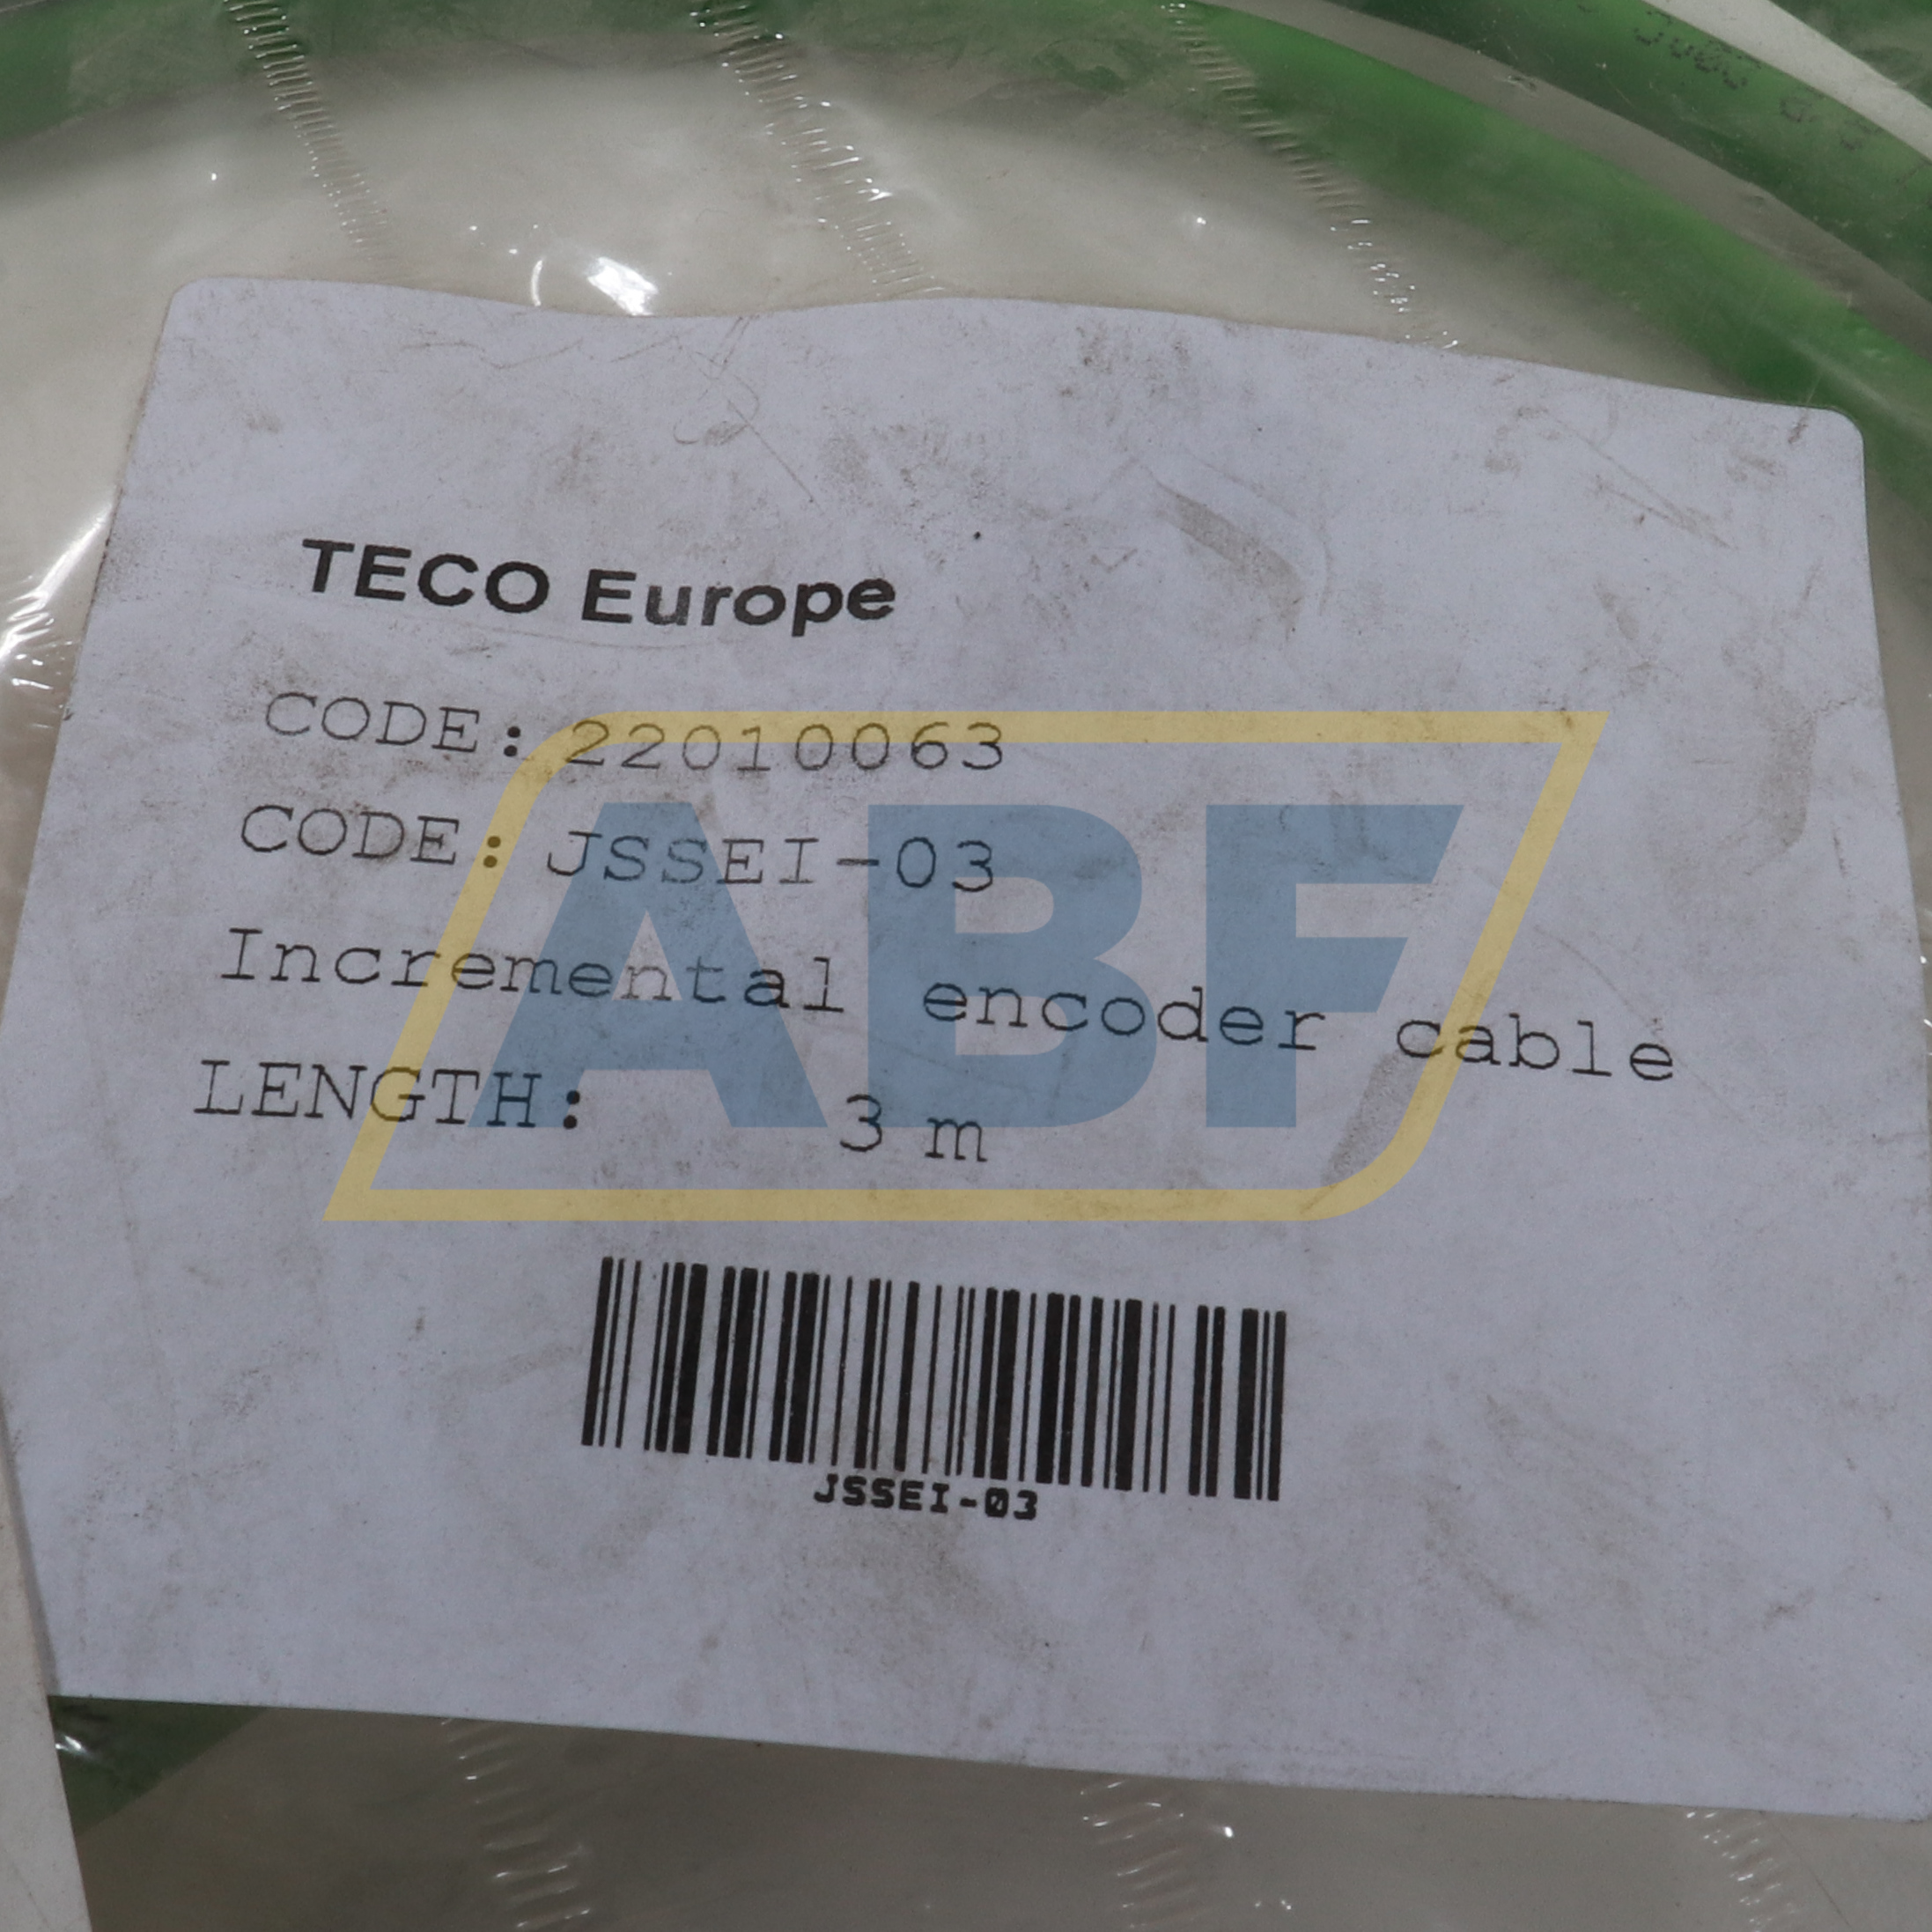 TECO Europe
CODE: 22010063
CODE: JSSEI-03
Incremental encoder cable
LENGTH: 3 m
JSSEI-03
ABF